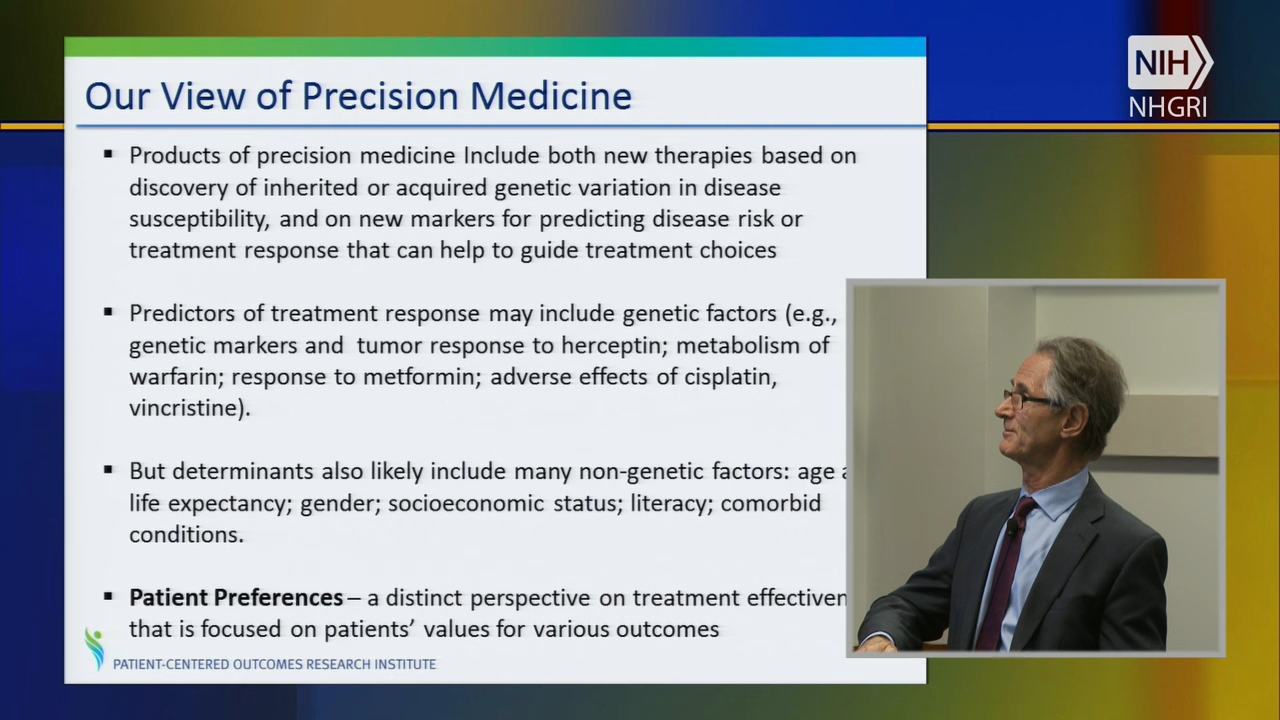 Our View of Precision Medicine
▪ Products of precision medicine Include both new therapies based on
discovery of inherited or acquired genetic variation in disease
susceptibility, and on new markers for predicting disease risk or
treatment response that can help to guide treatment choices
▪ Predictors of treatment response may include genetic factors (e.g.,
genetic markers and tumor response to herceptin; metabolism of
warfarin; response to metformin; adverse effects of cisplatin,
vincristine).
▪ But determinants also likely include many non-genetic factors: age
life expectancy; gender; socioeconomic status; literacy; comorbid
conditions.
▪ Patient Preferences – a distinct perspective on treatment effectiven
that is focused on patients' values for various outcomes
PATIENT-CENTERED OUTCOMES RESEARCH INSTITUTE
NIH
NHGRI